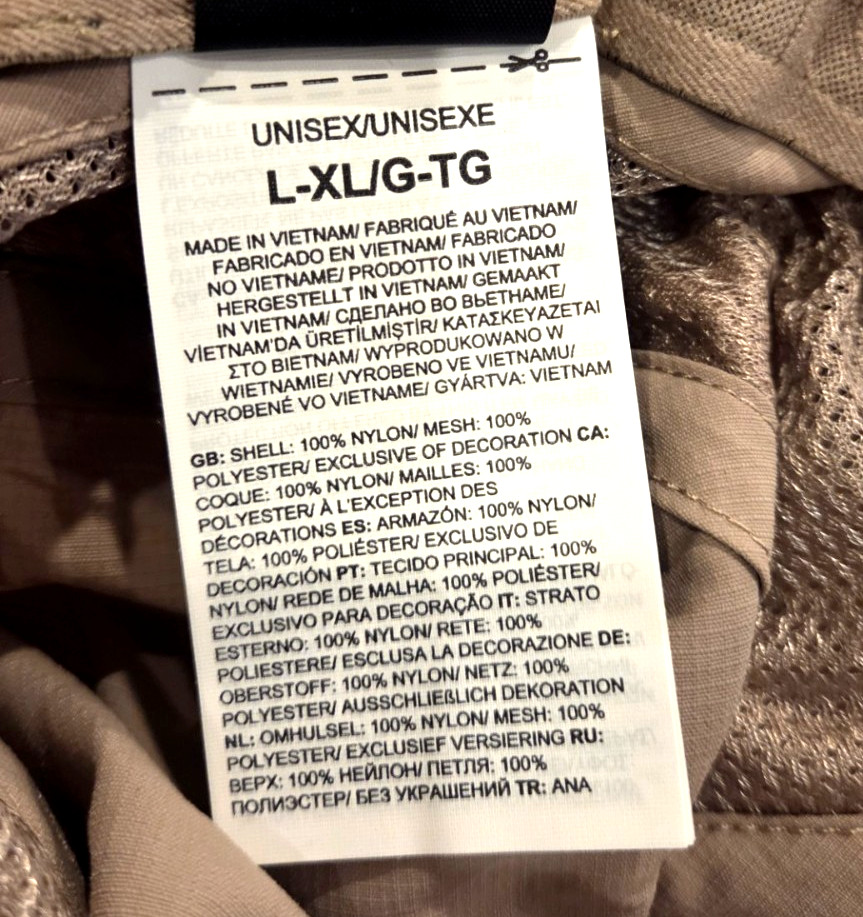 UNISEX/UNISEXE
L-XL/G-TG
MADE IN VIETNAM/ FABRIQUÉ AU VIETNAM/
FABRICADO EN VIETNAM/ FABRICADO
NO VIETNAME/ PRODOTTO IN VIETNAM/
HERGESTELLT IN VIETNAM/ GEMAAKT
IN VIETNAM/ СДЕЛАНО ВО ВЬЕТНАМЕ/
VİETNAM'DA ÜRETİLMİŞTİR/ ΚΑΤΑΣΚΕΥΑΖΕΤΑΙ
ΣΤΟ ΒΙΕΤΝΑΜ/ WYPRODUKOWANO W
WIETNAMIE/ VYROBENO VE VIETNAMU/
VYROBENÉ VO VIETNAME/ GYÁRTVA: VIETNAM
GB: SHELL: 100% NYLON/ MESH: 100%
POLYESTER/ EXCLUSIVE OF DECORATION CA:
COQUE: 100% NYLON/ MAILLES: 100%
POLYESTER/ À L'EXCEPTION DES
DÉCORATIONS ES: ARMAZÓN: 100% NYLON/
TELA: 100% POLIÉSTER/ EXCLUSIVO DE
DECORACIÓN PT: TECIDO PRINCIPAL: 100%
NYLON/ REDE DE MALHA: 100% POLIÉSTER/
EXCLUSIVO PARA DECORAÇÃO IT: STRATO
ESTERNO: 100% NYLON/ RETE: 100%
POLIESTERE/ ESCLUSA LA DECORAZIONE DE:
OBERSTOFF: 100% NYLON/ NETZ: 100%
POLYESTER/ AUSSCHLIEßLICH DEKORATION
NL: OMHULSEL: 100% NYLON/ MESH: 100%
POLYESTER/ EXCLUSIEF VERSIERING RU:
ВЕРХ: 100% НЕЙЛОН/ ПЕТЛЯ: 100%
ПОЛИЭСТЕР/ БЕЗ УКРАШЕНИЙ TR: ANA